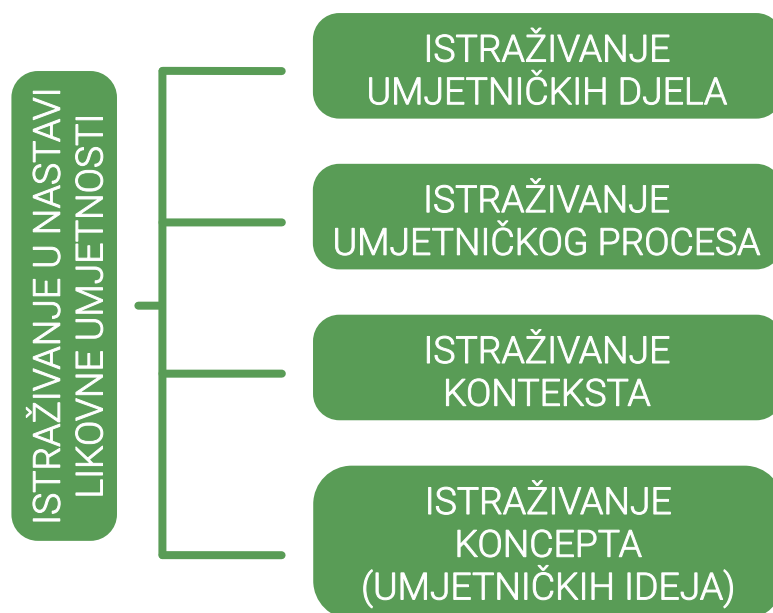 ISTRAŽIVANJE U NASTAVI
LIKOVNE UMJETNOSTI
ISTRAŽIVANJE
UMJETNIČKIH DJELA
ISTRAŽIVANJE
UMJETNIČKOG PROCESA
ISTRAŽIVANJE
KONTEKSTA
ISTRAŽIVANJE
KONCEPTA
(UMJETNIČKIH IDEJA)